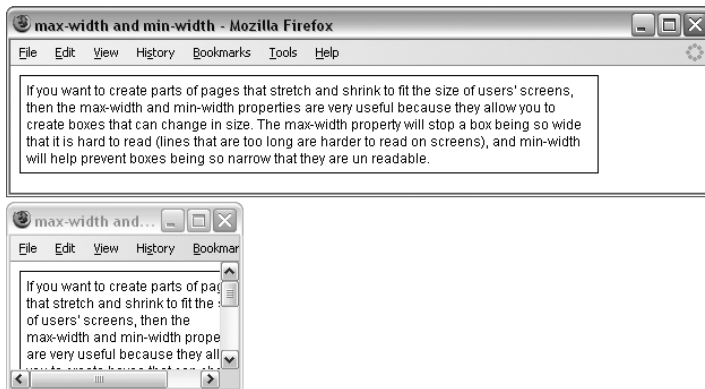 max-width and min-width - Mozilla Firefox
File Edit View History Bookmarks Tools Help
If you want to create parts of pages that stretch and shrink to fit the size of users' screens,
then the max-width and min-width properties are very useful because they allow you to
create boxes that can change in size. The max-width property will stop a box being so wide
that it is hard to read (lines that are too long are harder to read on screens), and min-width
will help prevent boxes being so narrow that they are un readable.
max-width and...
File Edit View History Bookmar
If you want to create parts of pag
that stretch and shrink to fit the s
of users' screens, then the
max-width and min-width prope
are very useful because they all